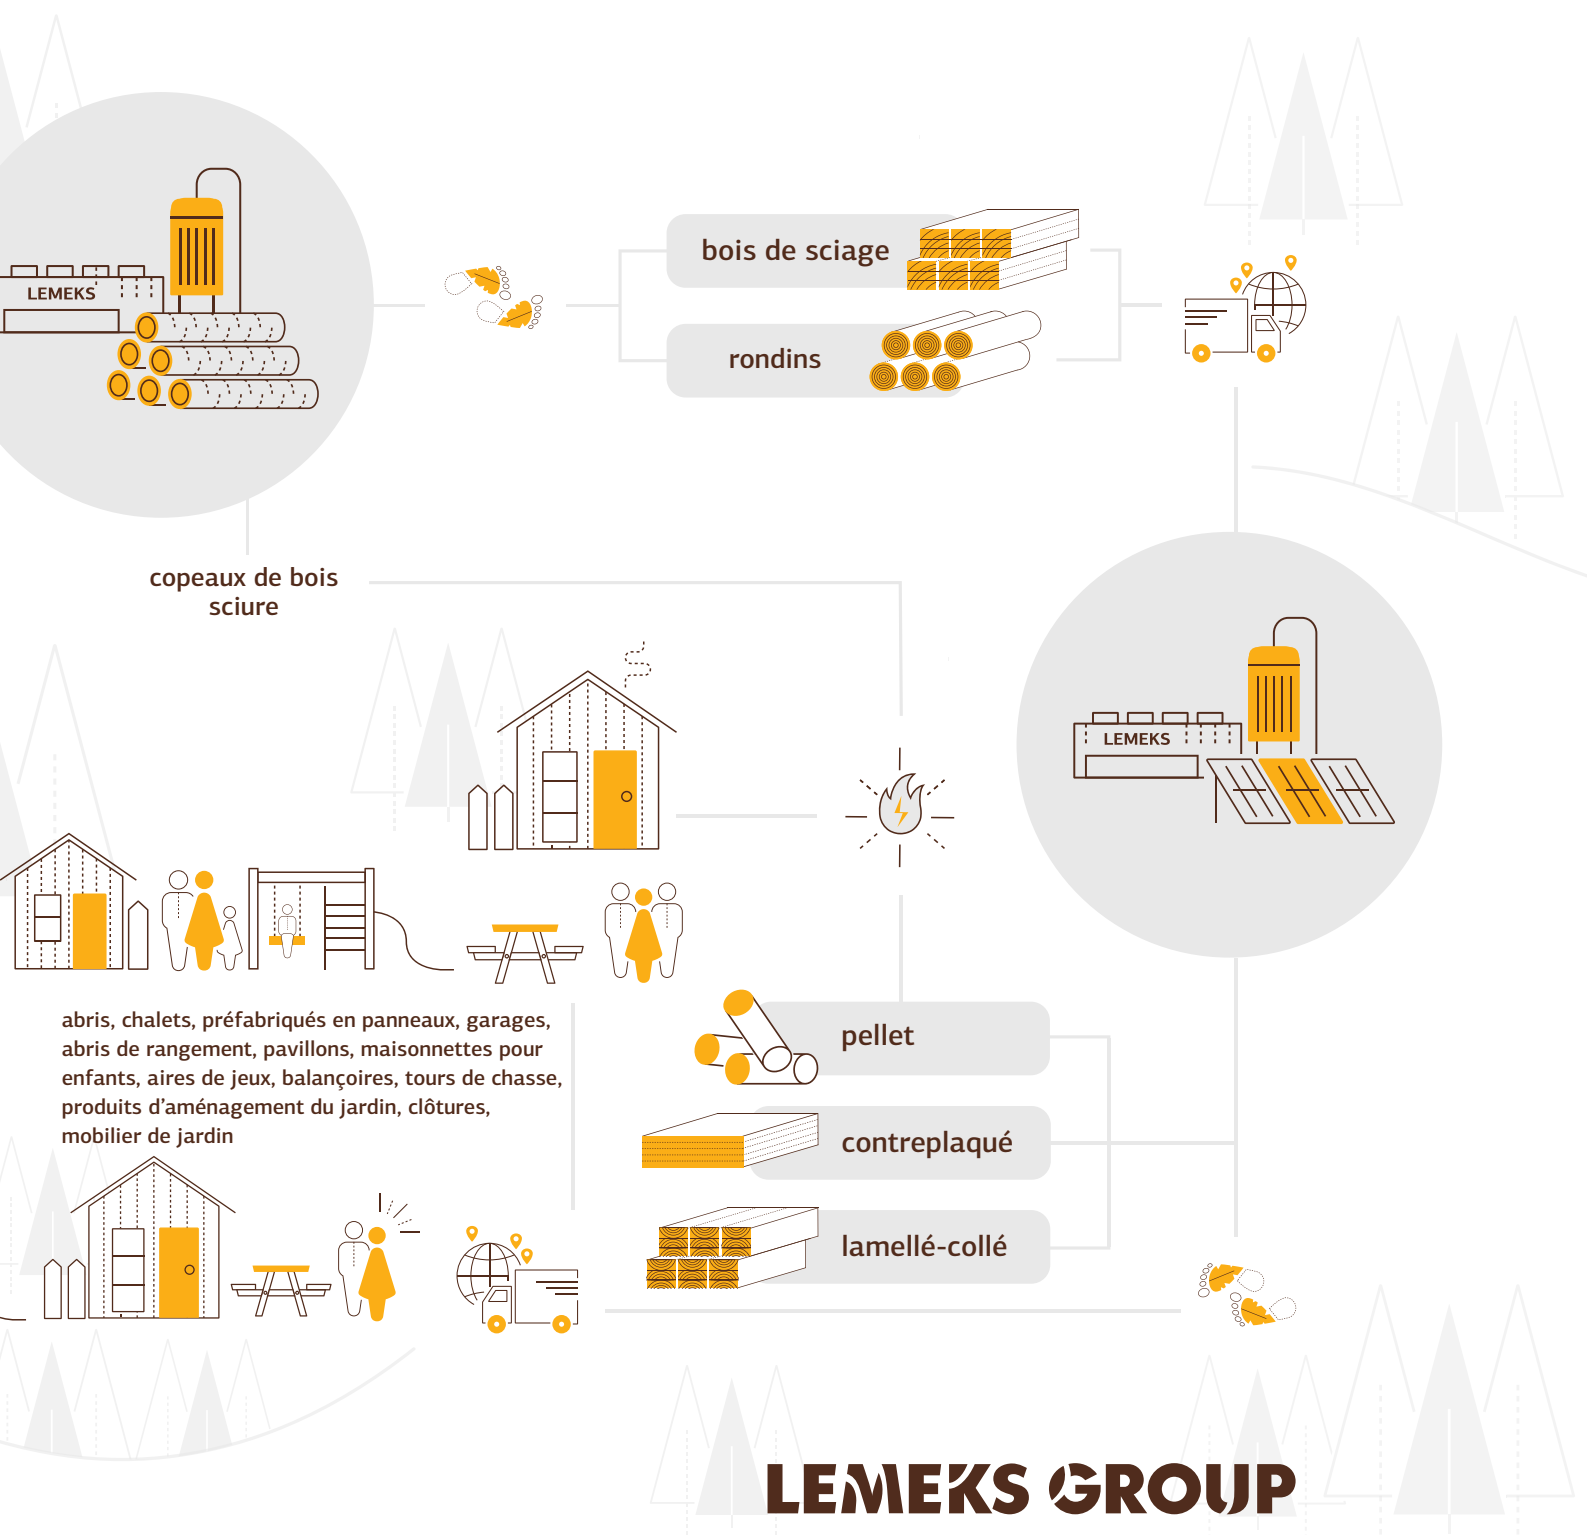 bois de sciage
LEMEKS
rondins
copeaux de bois
sciure
LEMEKS
abris, chalets, préfabriqués en panneaux, garages,
abris de rangement, pavillons, maisonnettes pour
enfants, aires de jeux, balançoires, tours de chasse,
produits d’aménagement du jardin, clôtures,
mobilier de jardin
pellet
contreplaqué
lamellé-collé
LEMEKS GROUP